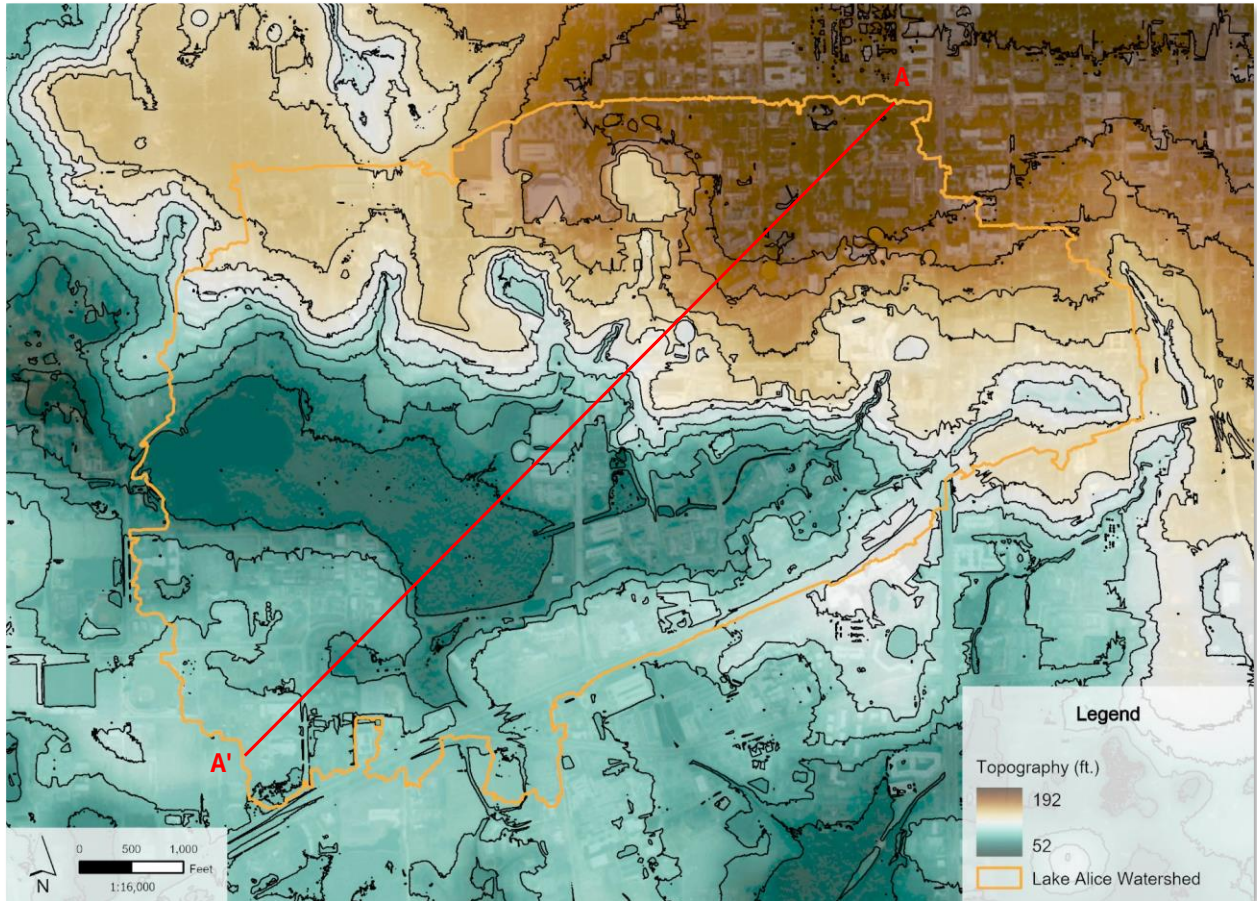 A
A'
Legend
Topography (ft.)
192
52
Lake Alice Watershed
0 500 1,000
Feet
1:16,000
N